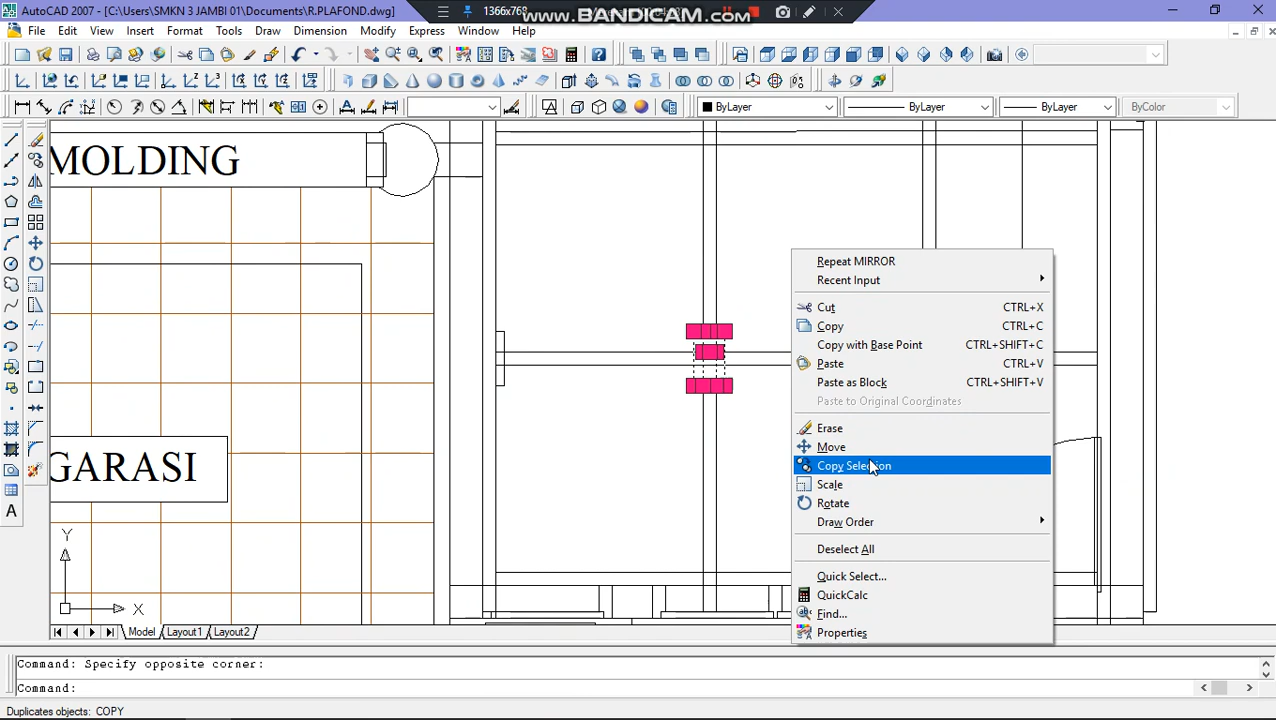 AutoCAD 2007 - [C:\Users\SMKN 3 JAMBI 01\Documents\R.PLAFOND.dwg]
1366x768
www.BANDICAM.com
File Edit View Insert Format Tools Draw Dimension Modify Express Window Help
ByLayer
ByLayer
ByLayer
ByColor
MOLDING
GARASI
Repeat MIRROR
Recent Input
Cut CTRL+X
Copy CTRL+C
Copy with Base Point CTRL+SHIFT+C
Paste CTRL+V
Paste as Block CTRL+SHIFT+V
Paste to Original Coordinates
Erase
Move
Copy Selection
Scale
Rotate
Draw Order
Deselect All
Quick Select...
QuickCalc
Find...
Properties
A
Y
X
Model Layout1 Layout2
Command: Specify opposite corner:
Command:
Duplicates objects: COPY